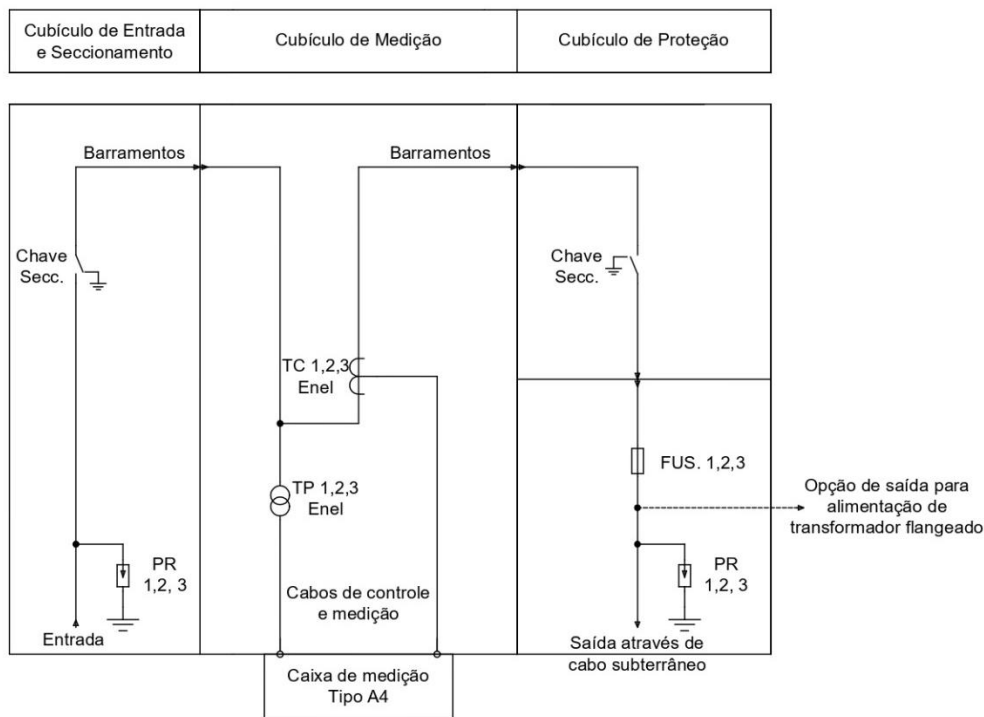 Cubículo de Entrada
e Seccionamento
Cubículo de Medição
Cubículo de Proteção
Barramentos
Barramentos
Chave
Secc.
Chave
Secc.
TC 1,2,3
Enel
FUS. 1,2,3
TP 1,2,3
Enel
Opção de saída para
alimentação de
transformador flangeado
PR
1,2, 3
PR
1,2, 3
Cabos de controle
e medição
Entrada
Saída através de
cabo subterrâneo
Caixa de medição
Tipo A4